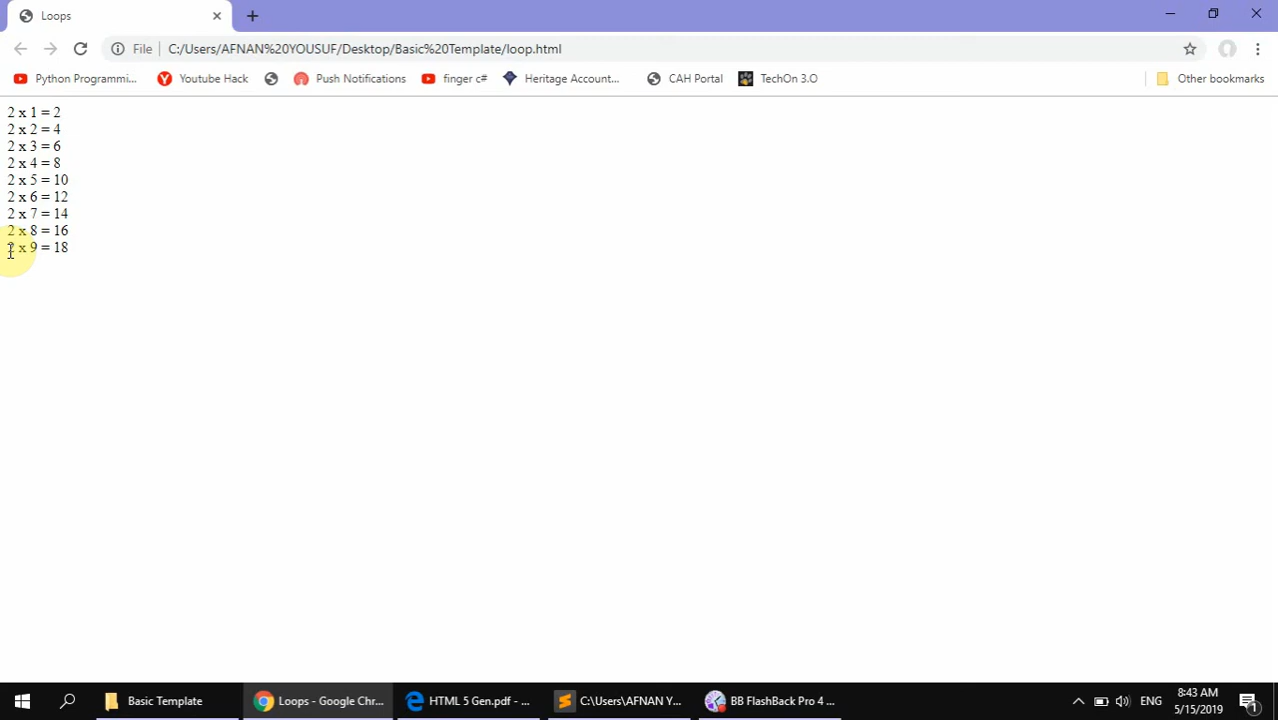 Loops
File
C:/Users/AFNAN%20YOUSUF/Desktop/Basic%20Template/loop.html
Python Programmi...
Youtube Hack
Push Notifications
finger c#
Heritage Account...
CAH Portal
TechOn 3.O
Other bookmarks
2 x 1 = 2
2 x 2 = 4
2 x 3 = 6
2 x 4 = 8
2 x 5 = 10
2 x 6 = 12
2 x 7 = 14
2 x 8 = 16
2 x 9 = 18
Basic Template
Loops - Google Chr...
HTML 5 Gen.pdf - ...
C:\Users\AFNAN Y...
BB FlashBack Pro 4 ...
ENG
8:43 AM
5/15/2019
1